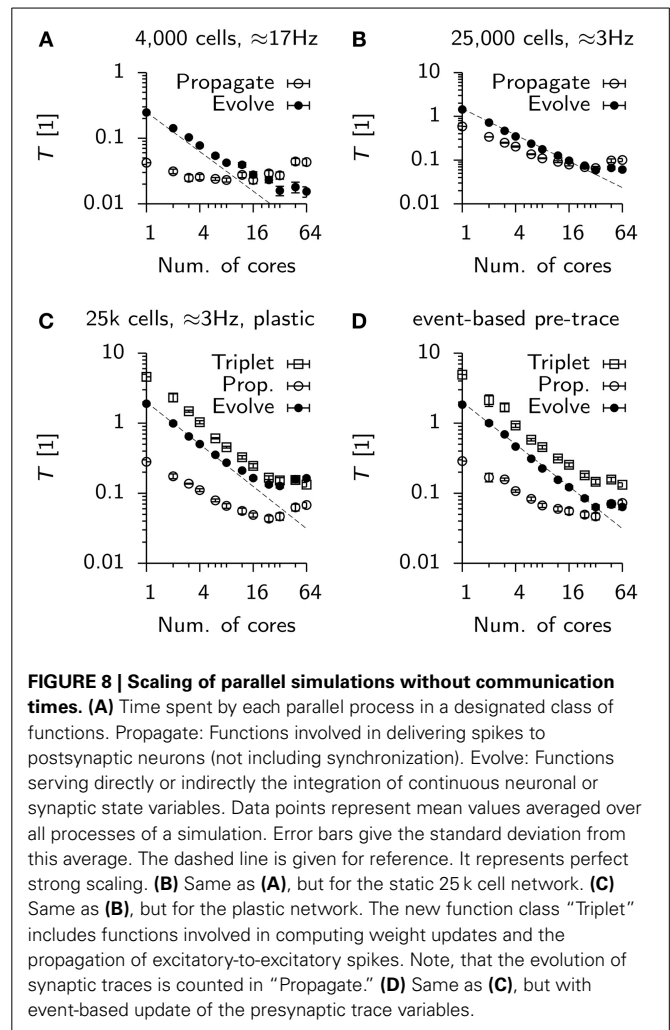 A
4,000 cells, ≈17Hz
Propagate
Evolve
T [1]
1
0.1
0.01
1 4 16 64
Num. of cores
B
25,000 cells, ≈3Hz
Propagate
Evolve
T [1]
10
1
0.1
0.01
1 4 16 64
Num. of cores
C
25k cells, ≈3Hz, plastic
Triplet
Prop.
Evolve
T [1]
10
1
0.1
0.01
1 4 16 64
Num. of cores
D
event-based pre-trace
Triplet
Prop.
Evolve
T [1]
10
1
0.1
0.01
1 4 16 64
Num. of cores
FIGURE 8 | Scaling of parallel simulations without communication
times. (A) Time spent by each parallel process in a designated class of
functions. Propagate: Functions involved in delivering spikes to
postsynaptic neurons (not including synchronization). Evolve: Functions
serving directly or indirectly the integration of continuous neuronal or
synaptic state variables. Data points represent mean values averaged over
all processes of a simulation. Error bars give the standard deviation from
this average. The dashed line is given for reference. It represents perfect
strong scaling. (B) Same as (A), but for the static 25 k cell network. (C)
Same as (B), but for the plastic network. The new function class “Triplet”
includes functions involved in computing weight updates and the
propagation of excitatory-to-excitatory spikes. Note, that the evolution of
synaptic traces is counted in “Propagate.” (D) Same as (C), but with
event-based update of the presynaptic trace variables.